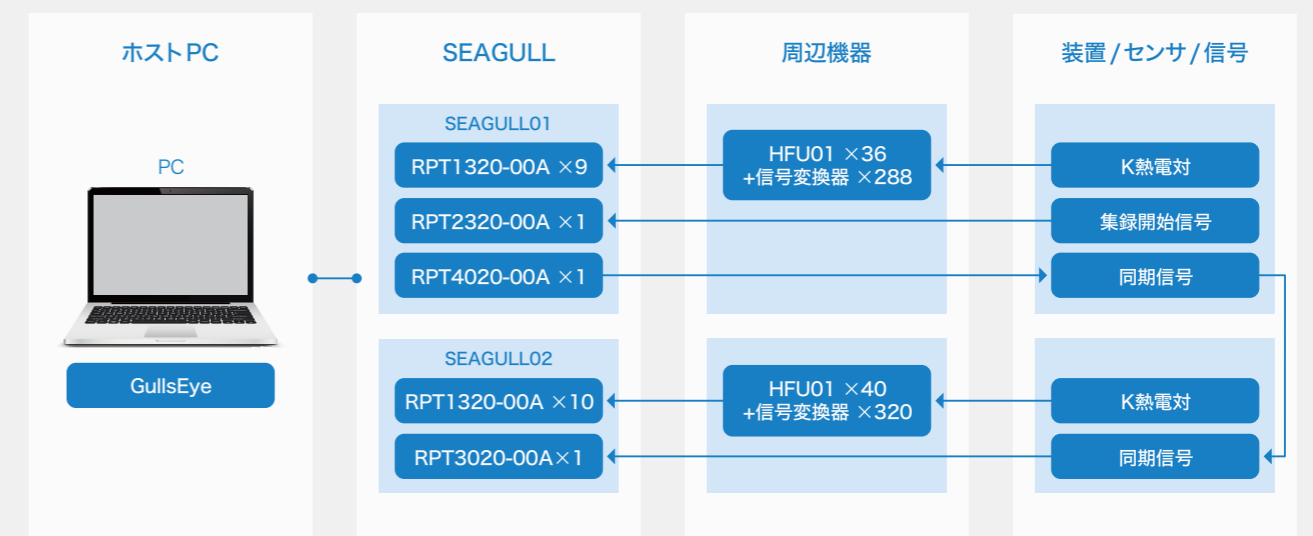 ホストPC
SEAGULL
周辺機器
装置/センサ/信号
PC
GullsEye
SEAGULL01
RPT1320-00A ×9
HFU01 ×36
+信号変換器 ×288
K熱電対
RPT2320-00A ×1
集録開始信号
RPT4020-00A ×1
同期信号
SEAGULL02
RPT1320-00A ×10
HFU01 ×40
+信号変換器 ×320
K熱電対
RPT3020-00A×1
同期信号